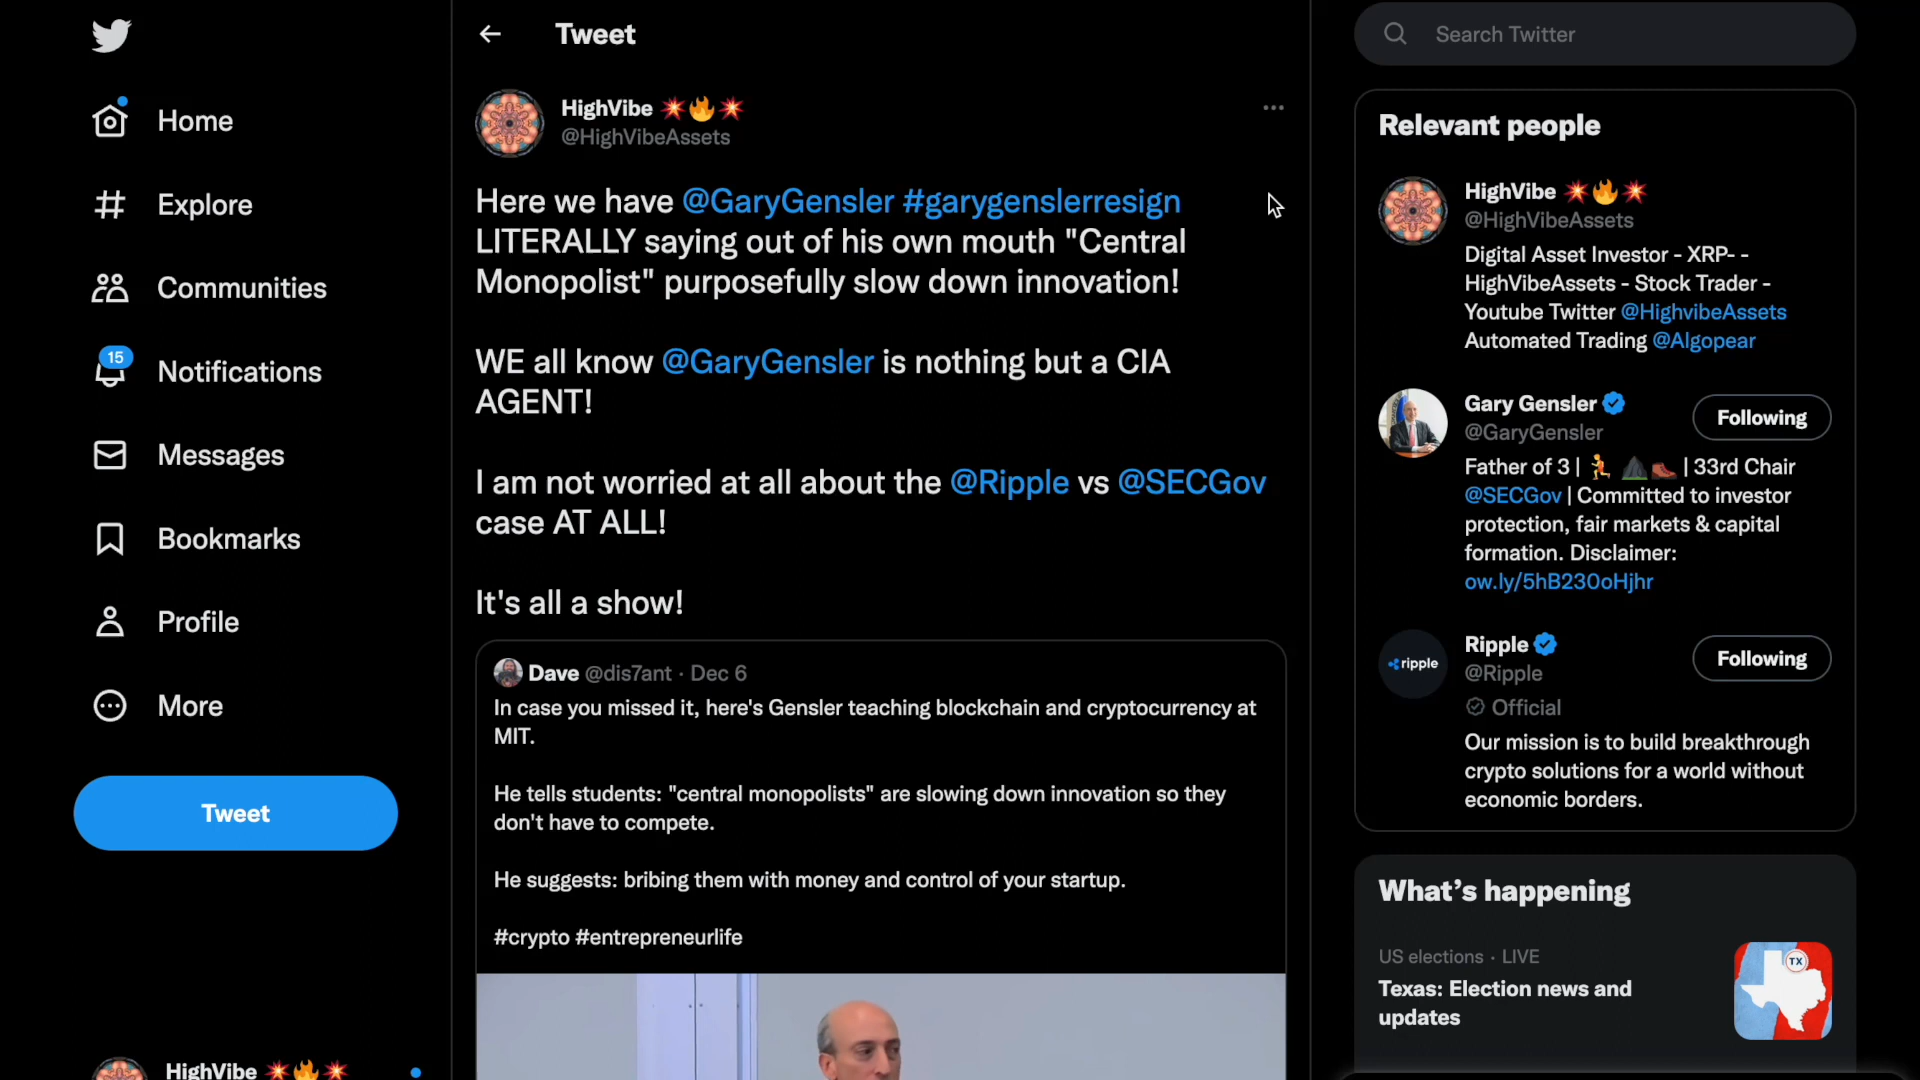 Home
Explore
Communities
15
Notifications
Messages
Bookmarks
Profile
More
Tweet
HighVibe 💥🔥💥
Tweet
HighVibe 💥🔥💥
@HighVibeAssets
Here we have @GaryGensler #garygenslerresign
LITERALLY saying out of his own mouth "Central
Monopolist" purposefully slow down innovation!
WE all know @GaryGensler is nothing but a CIA
AGENT!
I am not worried at all about the @Ripple vs @SECGov
case AT ALL!
It's all a show!
Dave @dis7ant · Dec 6
In case you missed it, here's Gensler teaching blockchain and cryptocurrency at
MIT.
He tells students: "central monopolists" are slowing down innovation so they
don't have to compete.
He suggests: bribing them with money and control of your startup.
#crypto #entrepreneurlife
Search Twitter
Relevant people
HighVibe 💥🔥💥
@HighVibeAssets
Digital Asset Investor - XRP- -
HighVibeAssets - Stock Trader -
Youtube Twitter @HighvibeAssets
Automated Trading @Algopear
Gary Gensler
@GaryGensler
Following
Father of 3 | 🏃 ⛰️🥾 | 33rd Chair
@SECGov | Committed to investor
protection, fair markets & capital
formation. Disclaimer:
ow.ly/5hB230oHjhr
ripple
Ripple
@Ripple
Following
Official
Our mission is to build breakthrough
crypto solutions for a world without
economic borders.
What's happening
US elections · LIVE
Texas: Election news and
updates
TX